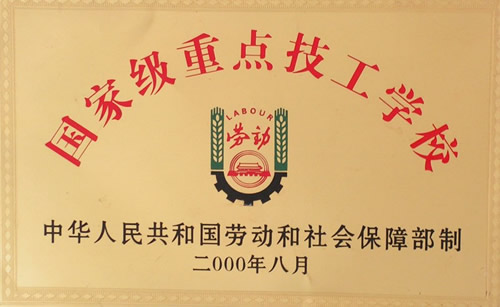 国家级重点技工学校
LABOUR
劳动
中华人民共和国劳动和社会保障部制
二000年八月